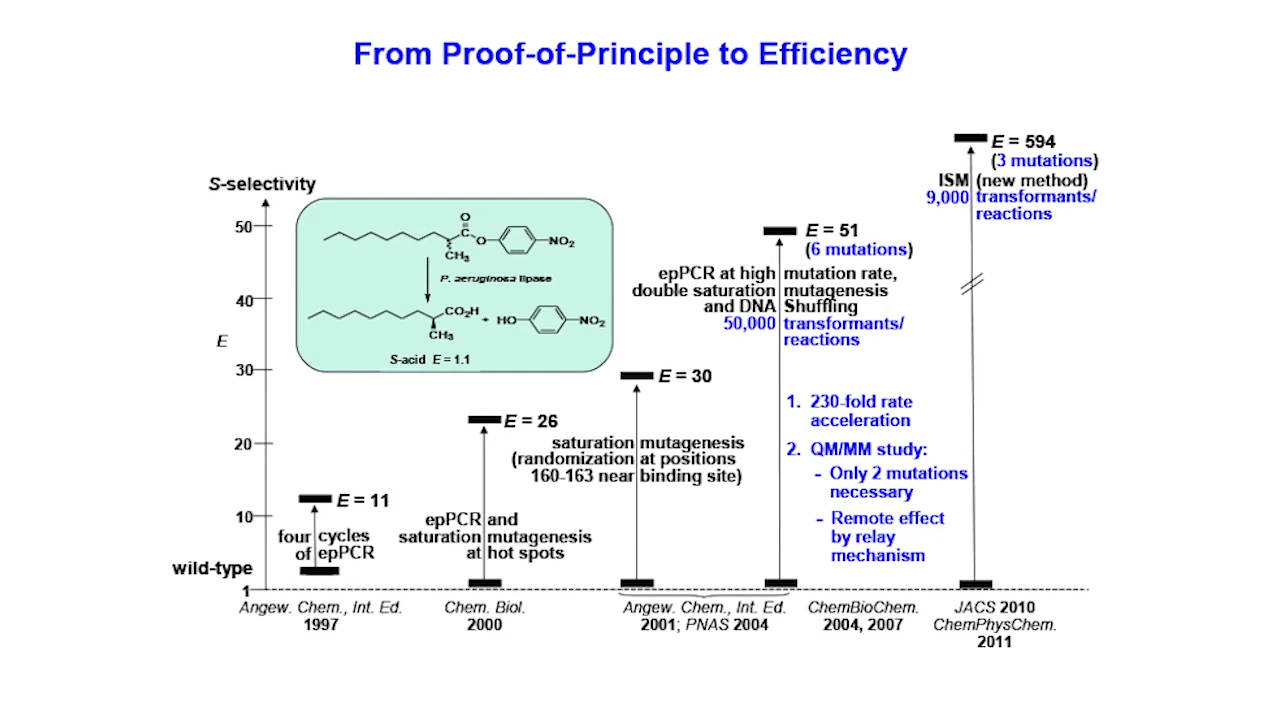 From Proof-of-Principle to Efficiency
S-selectivity
50
40
E
30
20
10
wild-type
1
O
C
O
NO2
CH3
P. aeruginosa lipase
CO2H
+
HO
NO2
CH3
S-acid E = 1.1
E = 11
four cycles
of epPCR
E = 26
epPCR and
saturation mutagenesis
at hot spots
E = 30
saturation mutagenesis
(randomization at positions
160-163 near binding site)
E = 51
(6 mutations)
epPCR at high mutation rate,
double saturation mutagenesis
and DNA Shuffling
50,000 transformants/
reactions
1. 230-fold rate
acceleration
2. QM/MM study:
- Only 2 mutations
necessary
- Remote effect
by relay
mechanism
E = 594
(3 mutations)
ISM (new method)
9,000 transformants/
reactions
Angew. Chem., Int. Ed.
1997
Chem. Biol.
2000
Angew. Chem., Int. Ed.
2001; PNAS 2004
ChemBioChem.
2004, 2007
JACS 2010
ChemPhysChem.
2011